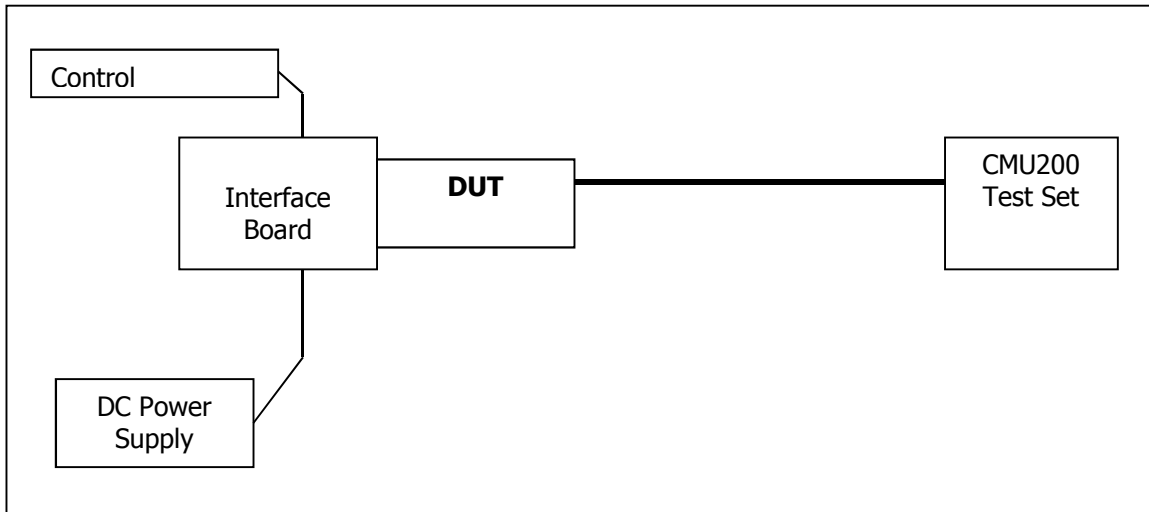 Control
Interface
Board
DUT
CMU200
Test Set
DC Power
Supply